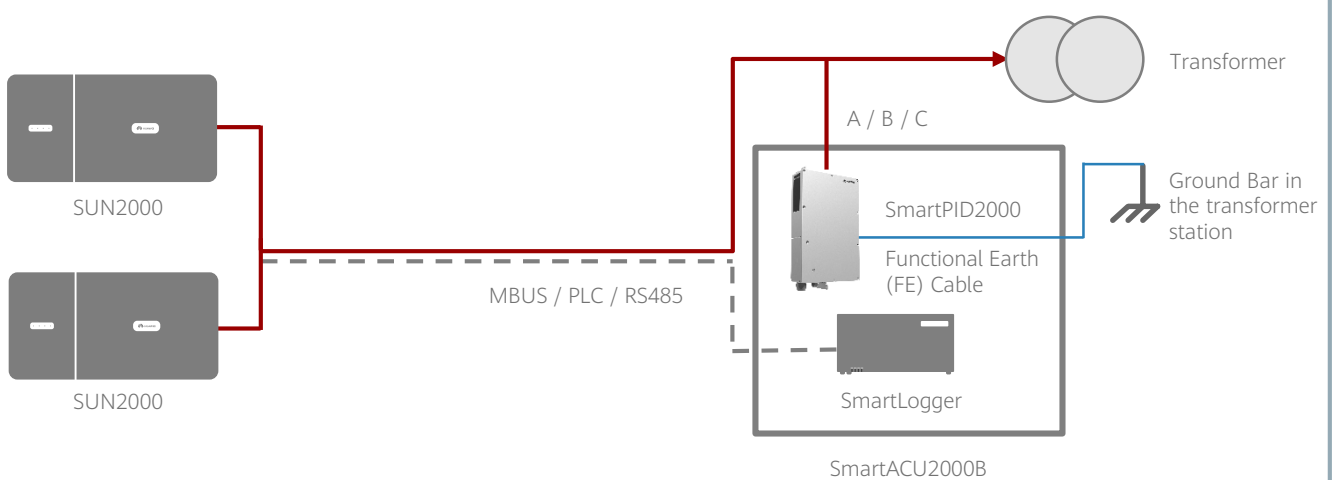 Transformer
A / B / C
SUN2000
SmartPID2000
Ground Bar in
the transformer
station
Functional Earth
(FE) Cable
MBUS / PLC / RS485
SUN2000
SmartLogger
SmartACU2000B